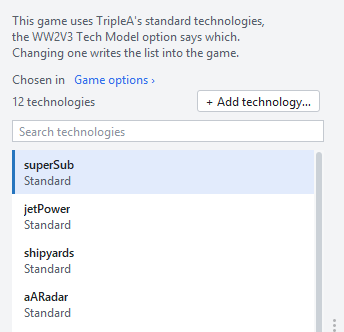 This game uses TripleA's standard technologies,
the WW2V3 Tech Model option says which.
Changing one writes the list into the game.
Chosen in Game options ›
12 technologies
+ Add technology...
Search technologies
superSub
Standard
jetPower
Standard
shipyards
Standard
aARadar
Standard